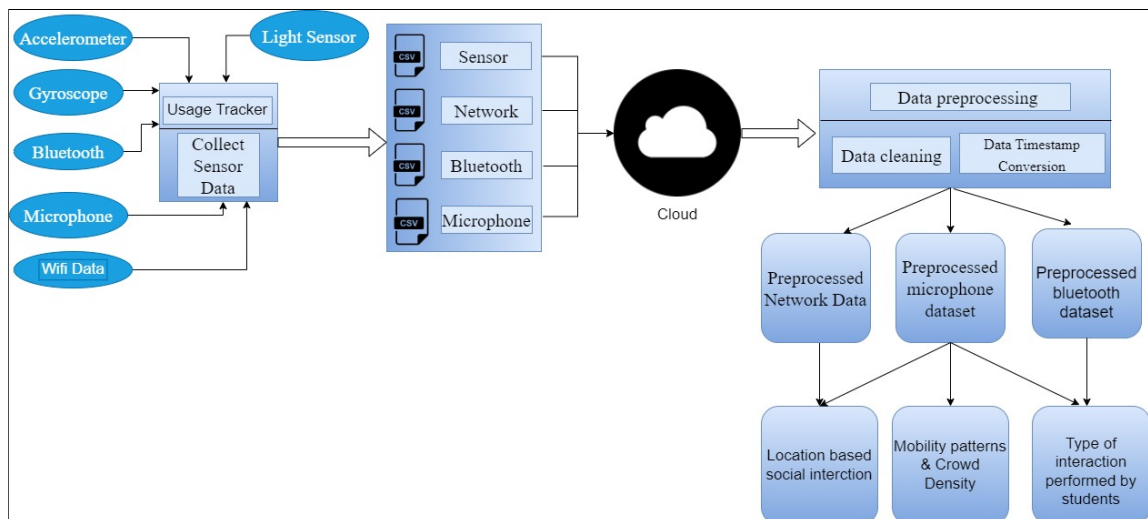 Accelerometer
Light Sensor
Gyroscope
Usage Tracker
Bluetooth
Collect
Sensor
Data
Microphone
Wifi Data
CSV
Sensor
CSV
Network
CSV
Bluetooth
CSV
Microphone
Cloud
Data preprocessing
Data cleaning
Data Timestamp
Conversion
Preprocessed
Network Data
Preprocessed
microphone
dataset
Preprocessed
bluetooth
dataset
Location based
social interction
Mobility patterns
& Crowd
Density
Type of
interaction
performed by
students